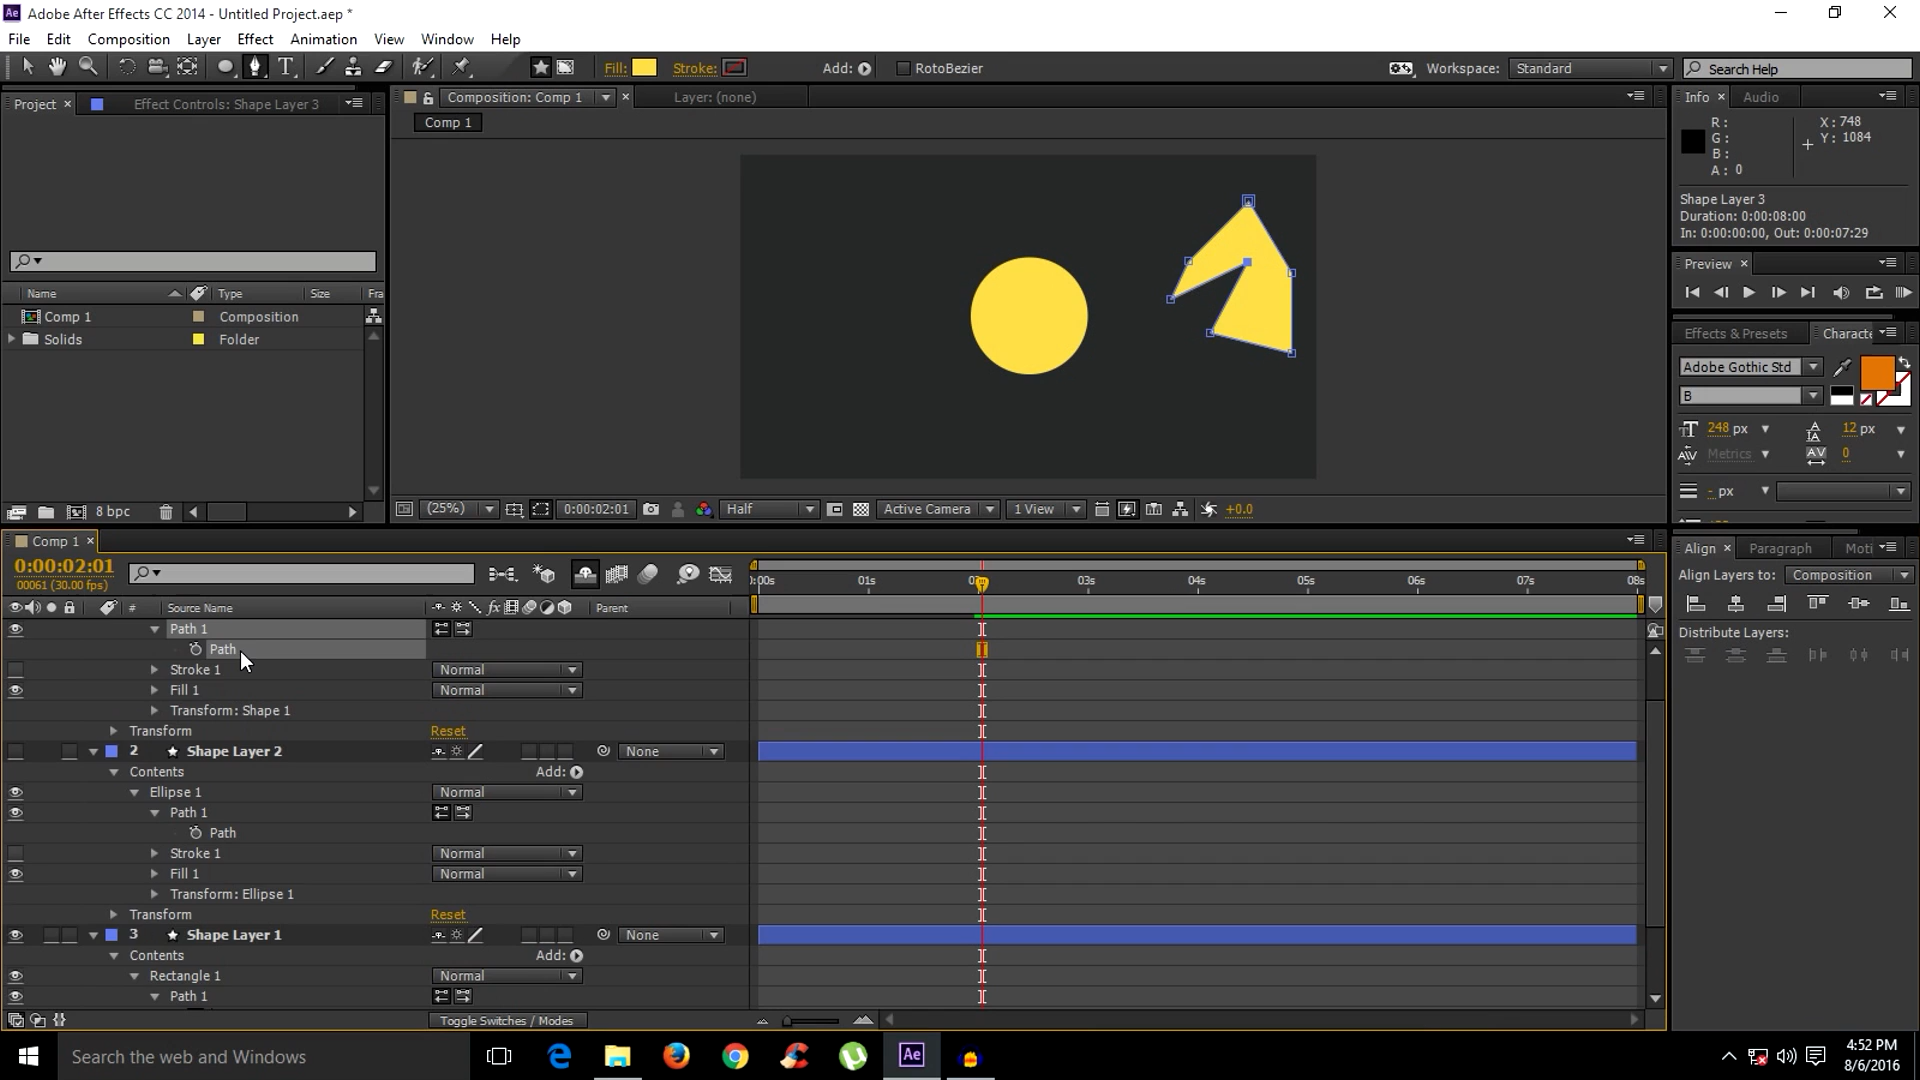 Adobe After Effects CC 2014 - Untitled Project.aep *
File Edit Composition Layer Effect Animation View Window Help
Fill: Stroke: Add: RotoBezier Workspace: Standard Search Help
Project × Effect Controls: Shape Layer 3
Composition: Comp 1 × Layer: (none)
Comp 1
Info × Audio
R: X: 748
G: Y: 1084
B:
A: 0
Shape Layer 3
Duration: 0:00:08:00
In: 0:00:00:00, Out: 0:00:07:29
Preview ×
Name Type Size Fra
Comp 1 Composition
Solids Folder
Effects & Presets Characte
Adobe Gothic Std
B
248 px 12 px
Metrics 0
- px
8 bpc
(25%) 0:00:02:01 Half Active Camera 1 View +0.0
Comp 1 ×
Align × Paragraph Moti
0:00:02:01
00061 (30.00 fps)
:00s 01s 02s 03s 04s 05s 06s 07s 08s
Align Layers to: Composition
# Source Name Parent
Distribute Layers:
Path 1
Path
Stroke 1 Normal
Fill 1 Normal
Transform: Shape 1
Transform Reset
2 Shape Layer 2 None
Contents Add:
Ellipse 1 Normal
Path 1
Path
Stroke 1 Normal
Fill 1 Normal
Transform: Ellipse 1
Transform Reset
3 Shape Layer 1 None
Contents Add:
Rectangle 1 Normal
Path 1
Toggle Switches / Modes
Search the web and Windows
Ae
4:52 PM
8/6/2016